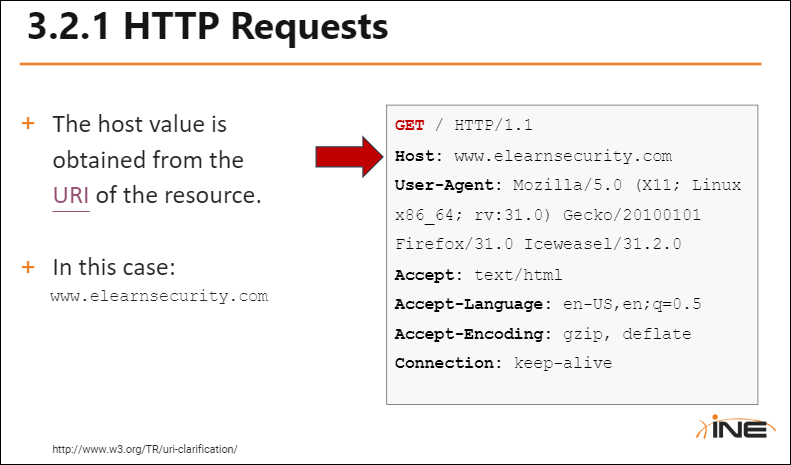 3.2.1 HTTP Requests
+ The host value is
obtained from the
URI of the resource.
+ In this case:
www.elearnsecurity.com
GET / HTTP/1.1
Host: www.elearnsecurity.com
User-Agent: Mozilla/5.0 (X11; Linux
x86_64; rv:31.0) Gecko/20100101
Firefox/31.0 Iceweasel/31.2.0
Accept: text/html
Accept-Language: en-US,en;q=0.5
Accept-Encoding: gzip, deflate
Connection: keep-alive
http://www.w3.org/TR/uri-clarification/
INE